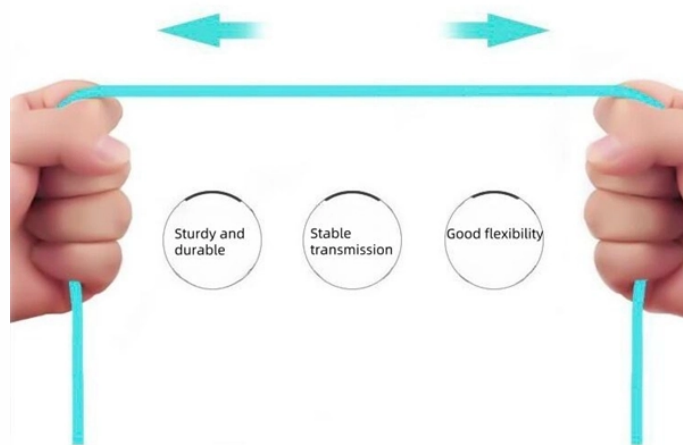 Sturdy and
durable
Stable
transmission
Good flexibility